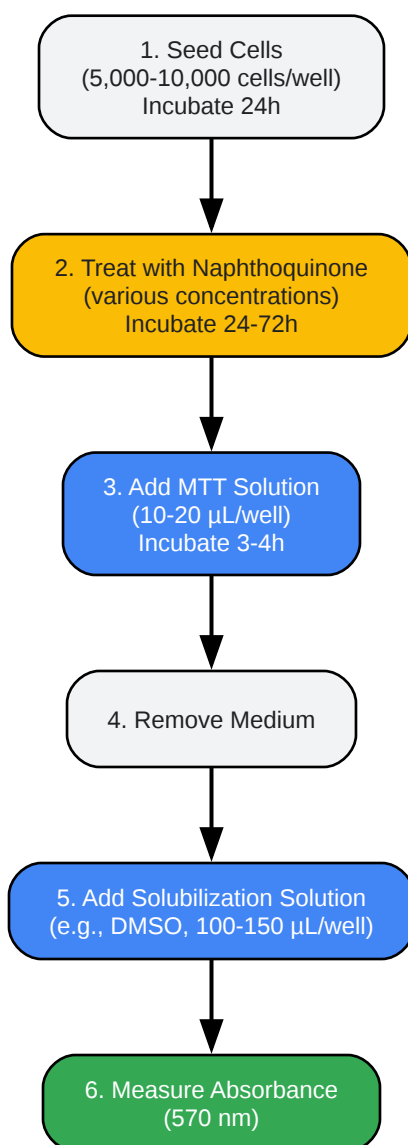 1. Seed Cells
(5,000-10,000 cells/well)
Incubate 24h
2. Treat with Naphthoquinone
(various concentrations)
Incubate 24-72h
3. Add MTT Solution
(10-20 µL/well)
Incubate 3-4h
4. Remove Medium
5. Add Solubilization Solution
(e.g., DMSO, 100-150 µL/well)
6. Measure Absorbance
(570 nm)